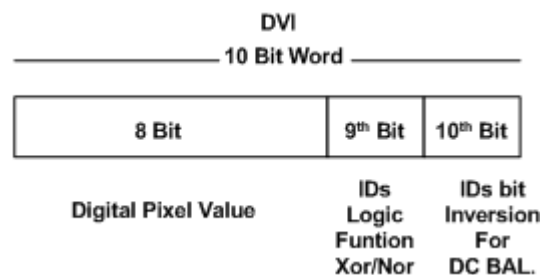 DVI
10 Bit Word
8 Bit
9th Bit
10th Bit
Digital Pixel Value
IDs
Logic
Funtion
Xor/Nor
IDs bit
Inversion
For
DC BAL.